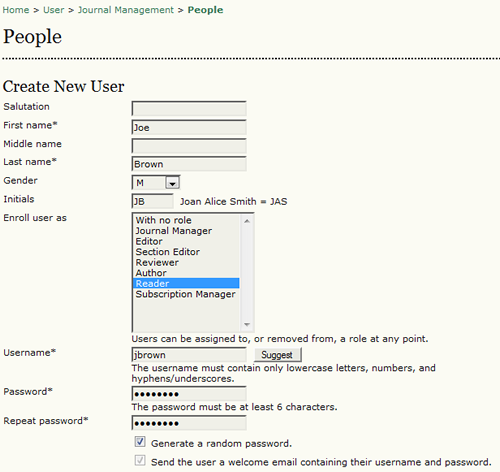 Home > User > Journal Management > People
People
Create New User
Salutation
First name* Joe
Middle name
Last name* Brown
Gender M
Initials JB Joan Alice Smith = JAS
Enroll user as With no role
Journal Manager
Editor
Section Editor
Reviewer
Author
Reader
Subscription Manager
Users can be assigned to, or removed from, a role at any point.
Username* jbrown Suggest
The username must contain only lowercase letters, numbers, and
hyphens/underscores.
Password* ••••••••
The password must be at least 6 characters.
Repeat password* ••••••••
Generate a random password.
Send the user a welcome email containing their username and password.